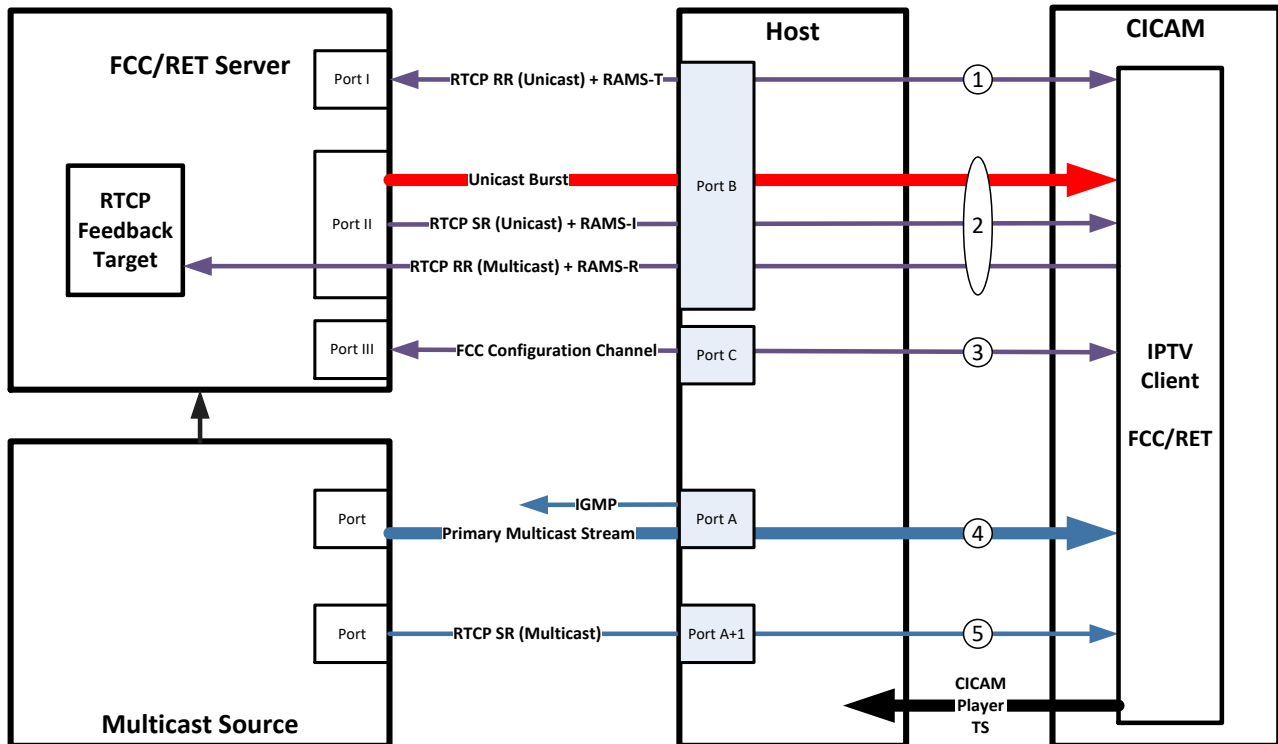 Host
CICAM
FCC/RET Server
Port I
RTCP RR (Unicast) + RAMS-T
1
RTCP
Feedback
Target
Port II
Unicast Burst
Port B
RTCP SR (Unicast) + RAMS-I
2
RTCP RR (Multicast) + RAMS-R
Port III
FCC Configuration Channel
Port C
3
IPTV
Client
FCC/RET
IGMP
Port
Port A
Primary Multicast Stream
4
Port
RTCP SR (Multicast)
Port A+1
5
CICAM
Player
TS
Multicast Source